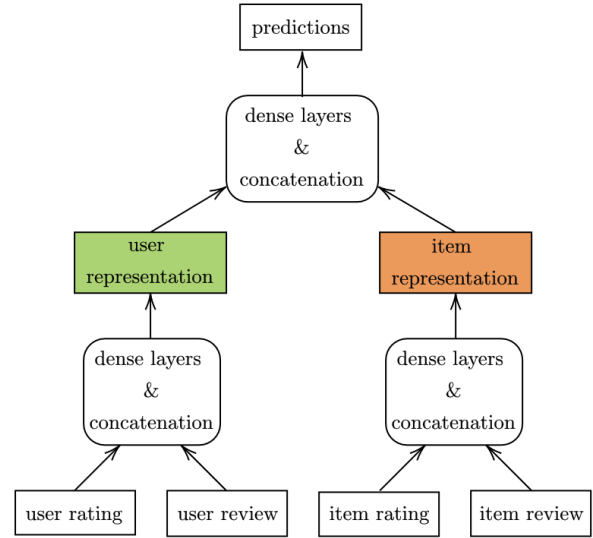 predictions
dense layers
&
concatenation
user
representation
item
representation
dense layers
&
concatenation
dense layers
&
concatenation
user rating
user review
item rating
item review